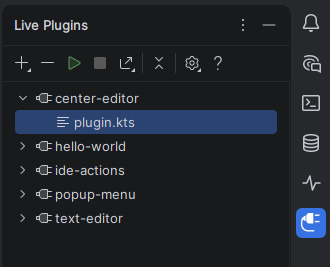 Live Plugins
center-editor
plugin.kts
hello-world
ide-actions
popup-menu
text-editor